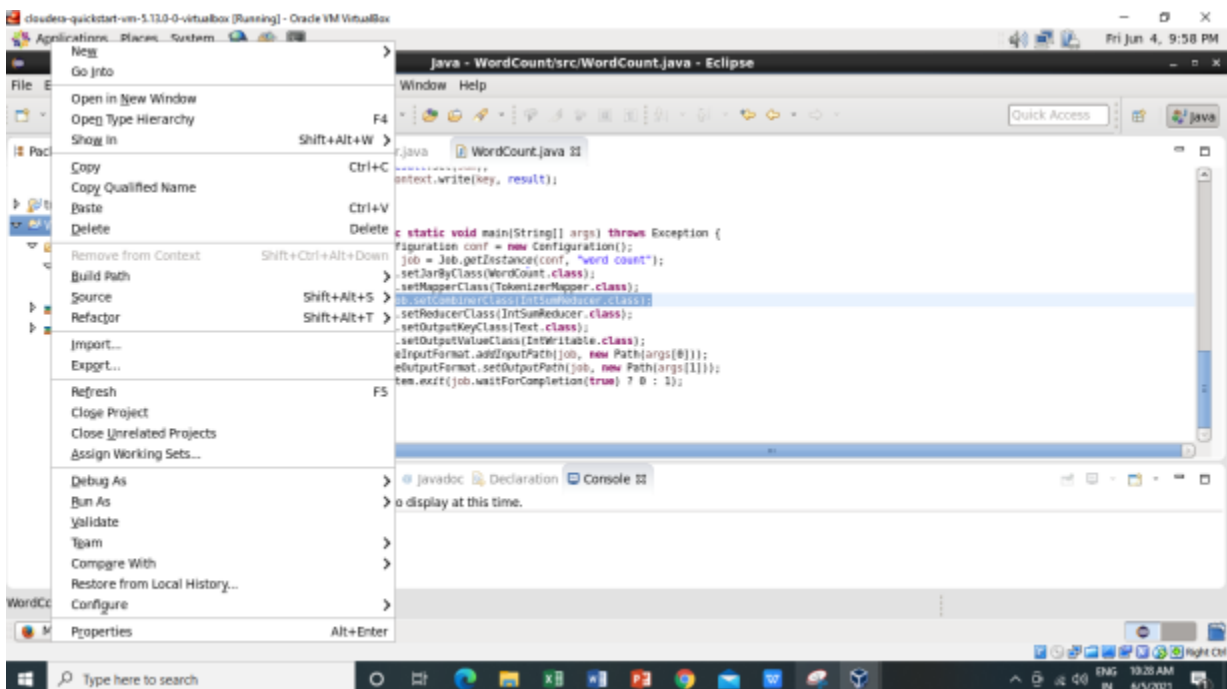 cloudera-quickstart-vm-5.13.0-0-virtualbox [Running] - Oracle VM VirtualBox
Applications Places System Fri Jun 4, 9:58 PM
Java - WordCount/src/WordCount.java - Eclipse
File E Window Help
Quick Access Java
Pac r.java WordCount.java
New
Go Into
Open in New Window
Open Type Hierarchy F4
Show In Shift+Alt+W
Copy Ctrl+C
Copy Qualified Name
Paste Ctrl+V
Delete Delete
Remove from Context Shift+Ctrl+Alt+Down
Build Path
Source Shift+Alt+S
Refactor Shift+Alt+T
Import...
Export...
Refresh F5
Close Project
Close Unrelated Projects
Assign Working Sets...
Debug As
Run As
Validate
Team
Compare With
Restore from Local History...
Configure
Properties Alt+Enter
ontext.write(key, result);
c static void main(String[] args) throws Exception {
figuration conf = new Configuration();
job = Job.getInstance(conf, "word count");
.setJarByClass(WordCount.class);
.setMapperClass(TokenizerMapper.class);
ob.setCombinerClass(IntSumReducer.class);
.setReducerClass(IntSumReducer.class);
.setOutputKeyClass(Text.class);
.setOutputValueClass(IntWritable.class);
eInputFormat.addInputPath(job, new Path(args[0]));
eOutputFormat.setOutputPath(job, new Path(args[1]));
tem.exit(job.waitForCompletion(true) ? 0 : 1);
Javadoc Declaration Console
o display at this time.
WordCo
M
Right Ctrl
Type here to search
ENG 10:28 AM
IN 6/5/2021